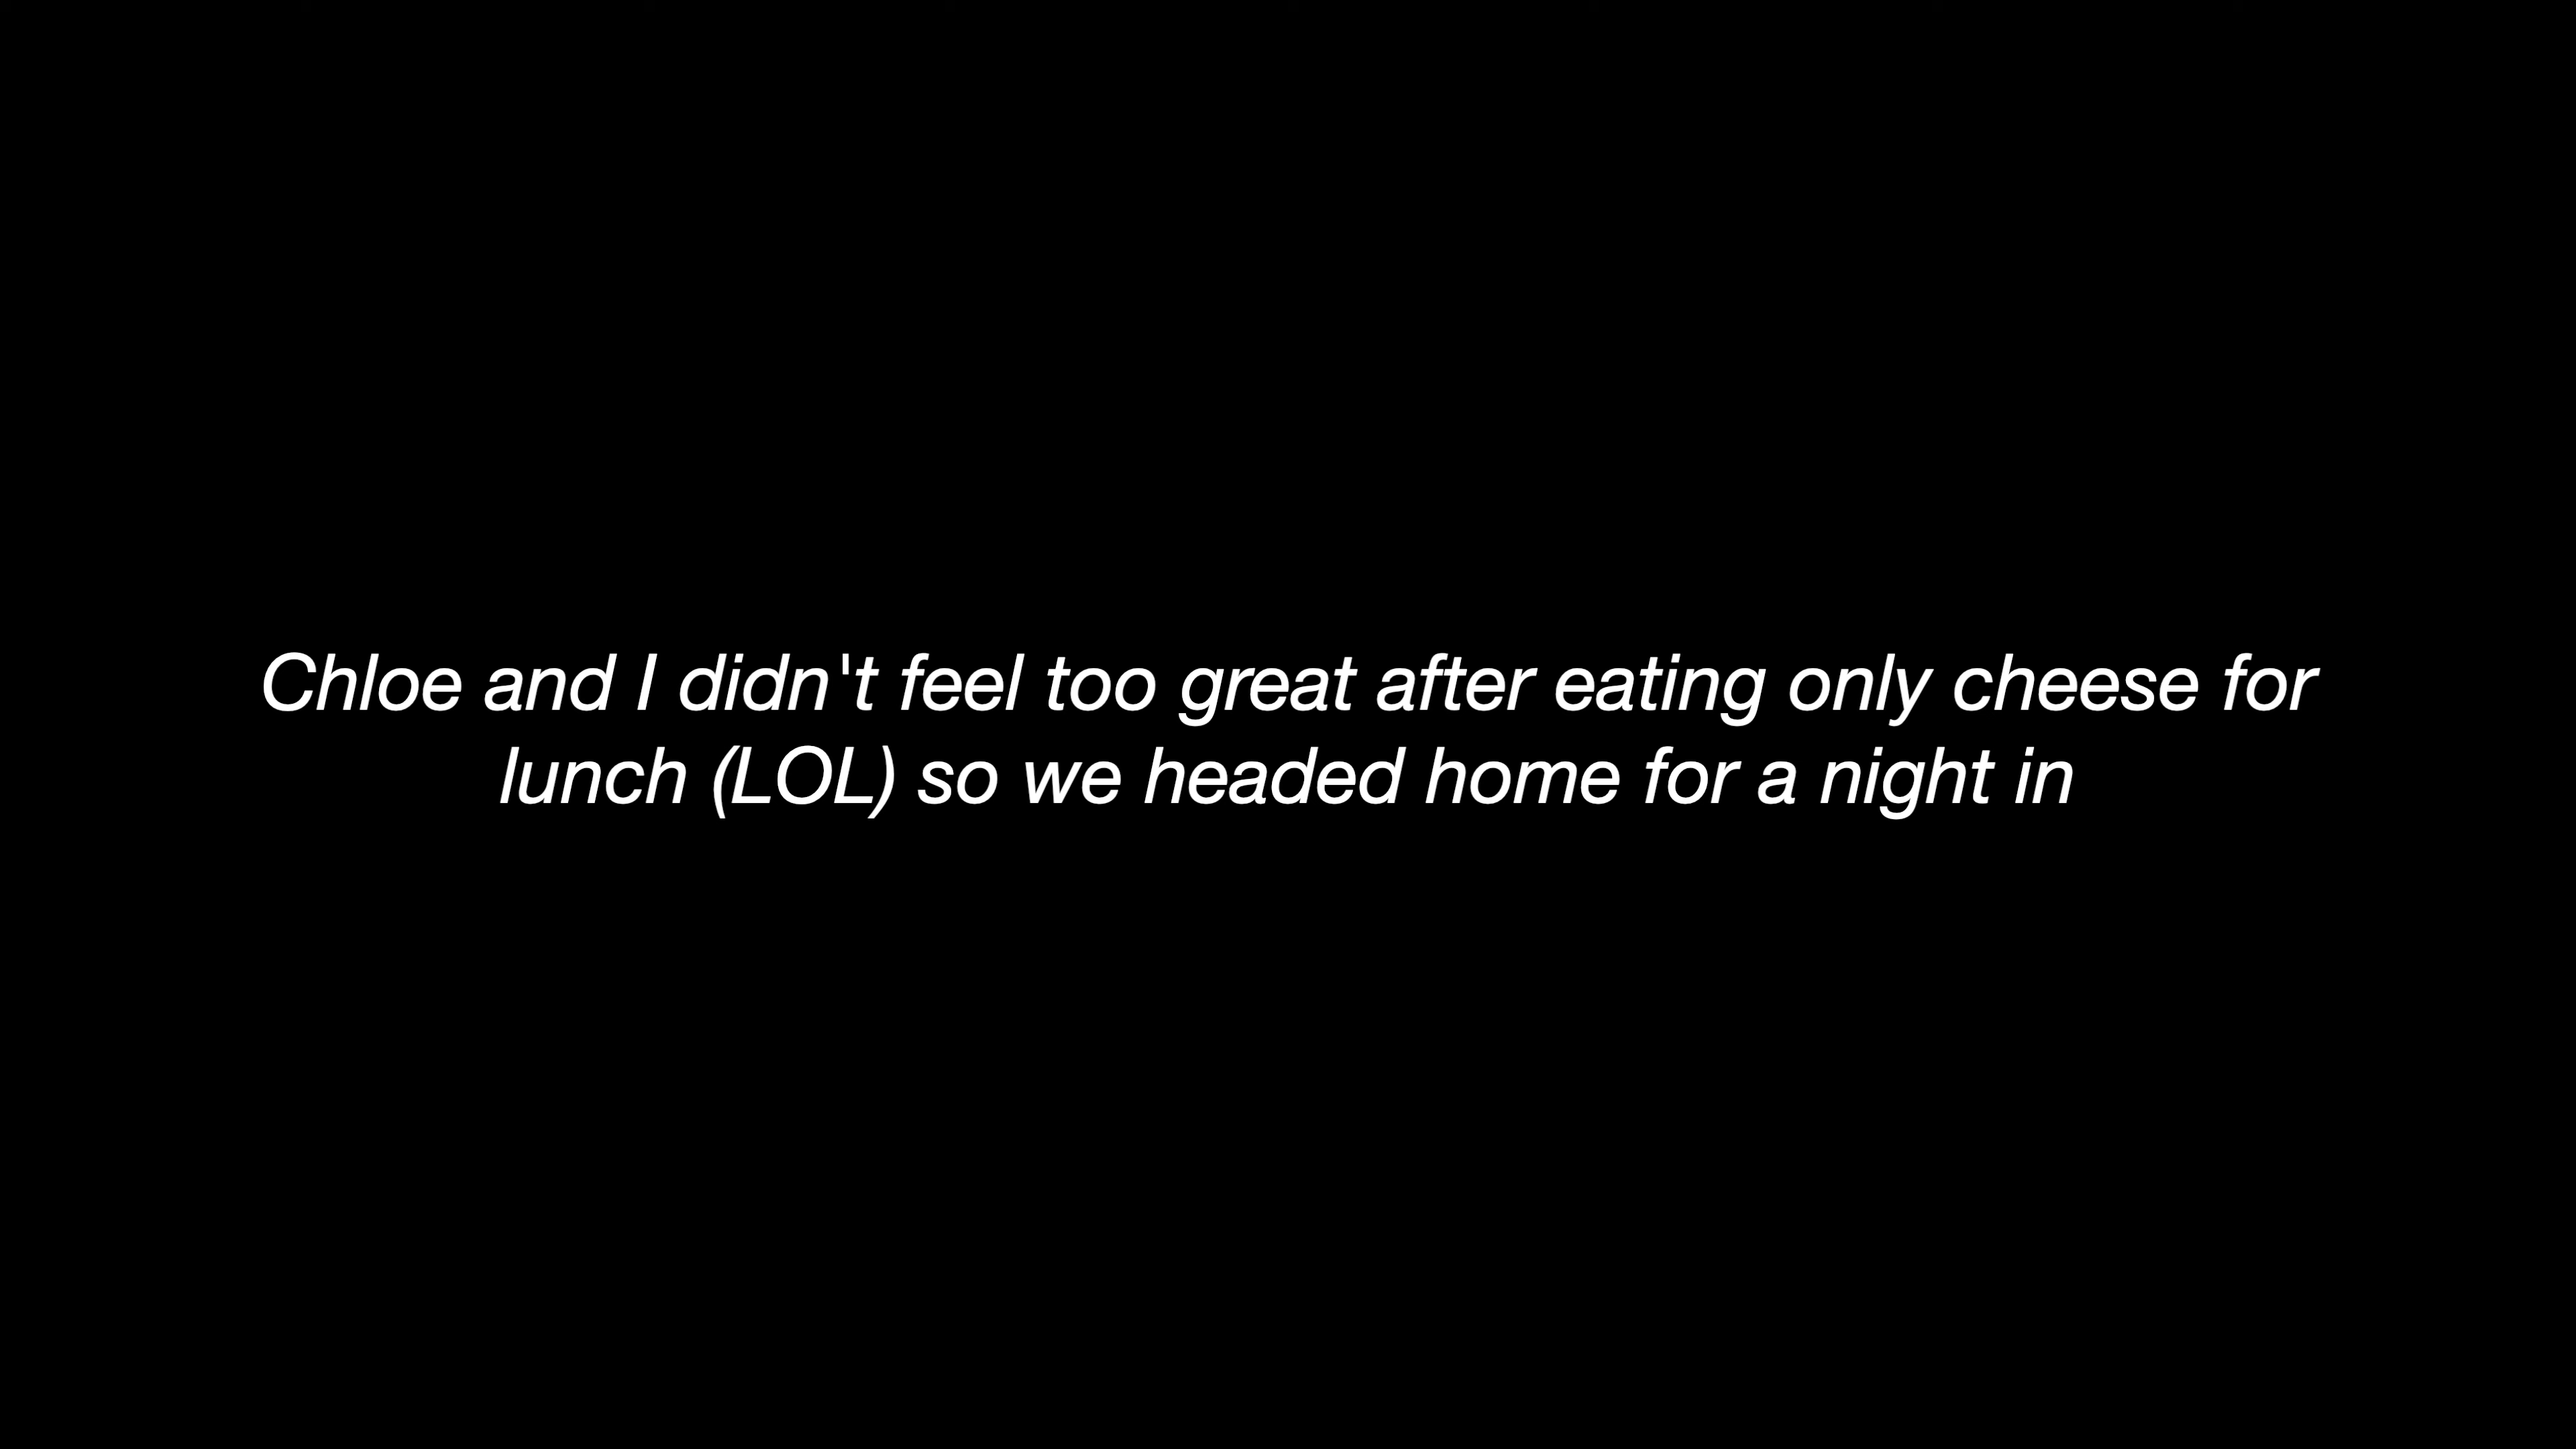 Chloe and I didn't feel too great after eating only cheese for
lunch (LOL) so we headed home for a night in